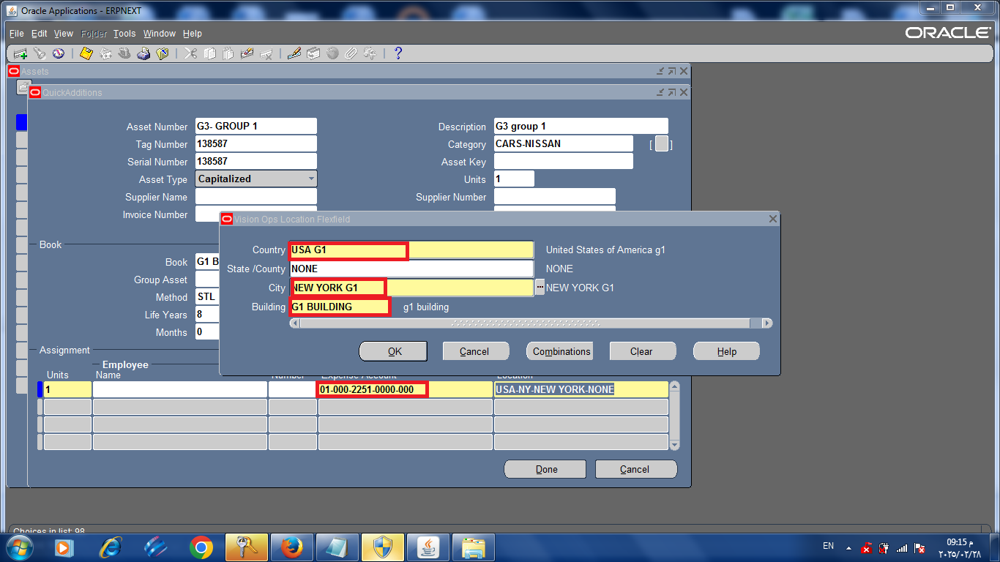 Oracle Applications - ERPNEXT
File Edit View Folder Tools Window Help
ORACLE
Assets
QuickAdditions
Asset Number G3- GROUP 1 Description G3 group 1
Tag Number 138587 Category CARS-NISSAN [ ]
Serial Number 138587 Asset Key
Asset Type Capitalized Units 1
Supplier Name Supplier Number
Invoice Number
Vision Ops Location Flexfield
Country USA G1 United States of America g1
State /County NONE NONE
City NEW YORK G1 NEW YORK G1
Building G1 BUILDING g1 building
OK Cancel Combinations Clear Help
Book
Book G1 B
Group Asset
Method STL
Life Years 8
Months 0
Assignment
Employee
Units Name Number Expense Account Location
1 01-000-2251-0000-000 USA-NY-NEW YORK-NONE
Done Cancel
Choices in list: 98
EN
09:15 م
٢٠٢٥/٠٢/٢٨